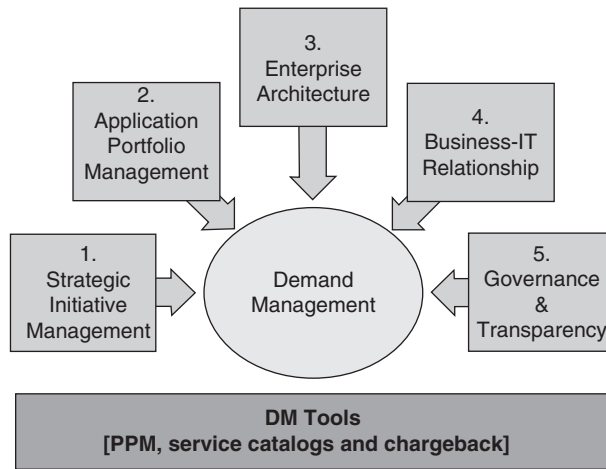 1.
Strategic
Initiative
Management
2.
Application
Portfolio
Management
3.
Enterprise
Architecture
4.
Business-IT
Relationship
5.
Governance
&
Transparency
Demand
Management
DM Tools
[PPM, service catalogs and chargeback]